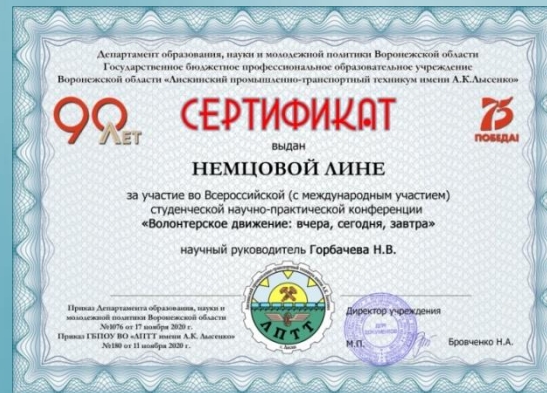 Департамент образования, науки и молодежной политики Воронежской области
Государственное бюджетное профессиональное образовательное учреждение
Воронежской области «Лискинский промышленно-транспортный техникум имени А.К.Лысенко»
90 ЛЕТ
СЕРТИФИКАТ
75
ПОБЕДА!
выдан
НЕМЦОВОЙ ЛИНЕ
за участие во Всероссийской (с международным участием)
студенческой научно-практической конференции
«Волонтерское движение: вчера, сегодня, завтра»
научный руководитель Горбачева Н.В.
Приказ Департамента образования, науки и
молодежной политики Воронежской области
№1076 от 17 ноября 2020 г.
Приказ ГБПОУ ВО «ЛПТТ имени А.К. Лысенко»
№180 от 11 ноября 2020 г.
ЛПТТ
Директор учреждения
ДЛЯ
ДОКУМЕНТОВ
М.П.
Бровченко Н.А.